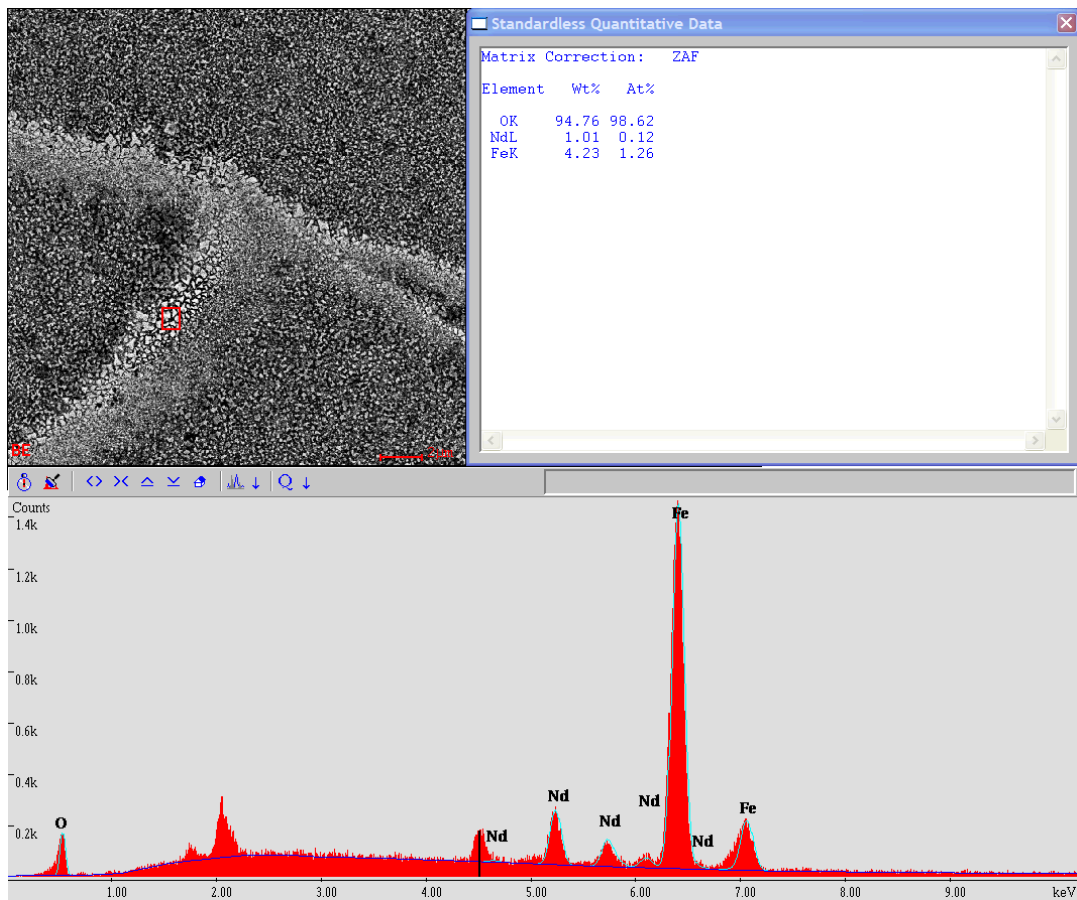 Standardless Quantitative Data
Matrix Correction: ZAF
Element Wt% At%
OK 94.76 98.62
NdL 1.01 0.12
FeK 4.23 1.26
BE
Q
Counts
1.4k
1.2k
1.0k
0.8k
0.6k
0.4k
0.2k
Fe
O
Nd
Nd
Nd
Nd
Nd
Fe
1.00 2.00 3.00 4.00 5.00 6.00 7.00 8.00 9.00 keV